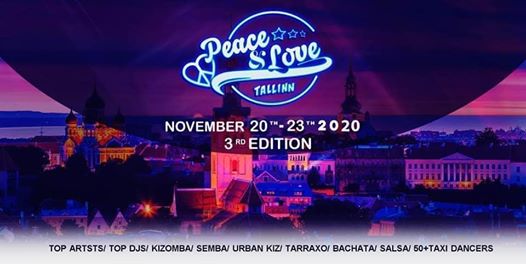 Peace
& Love
TALLINN
NOVEMBER 20TH-23TH 2020
3RD EDITION
TOP ARTSTS/ TOP DJS/ KIZOMBA/ SEMBA/ URBAN KIZ/ TARRAXO/ BACHATA/ SALSA/ 50+TAXI DANCERS